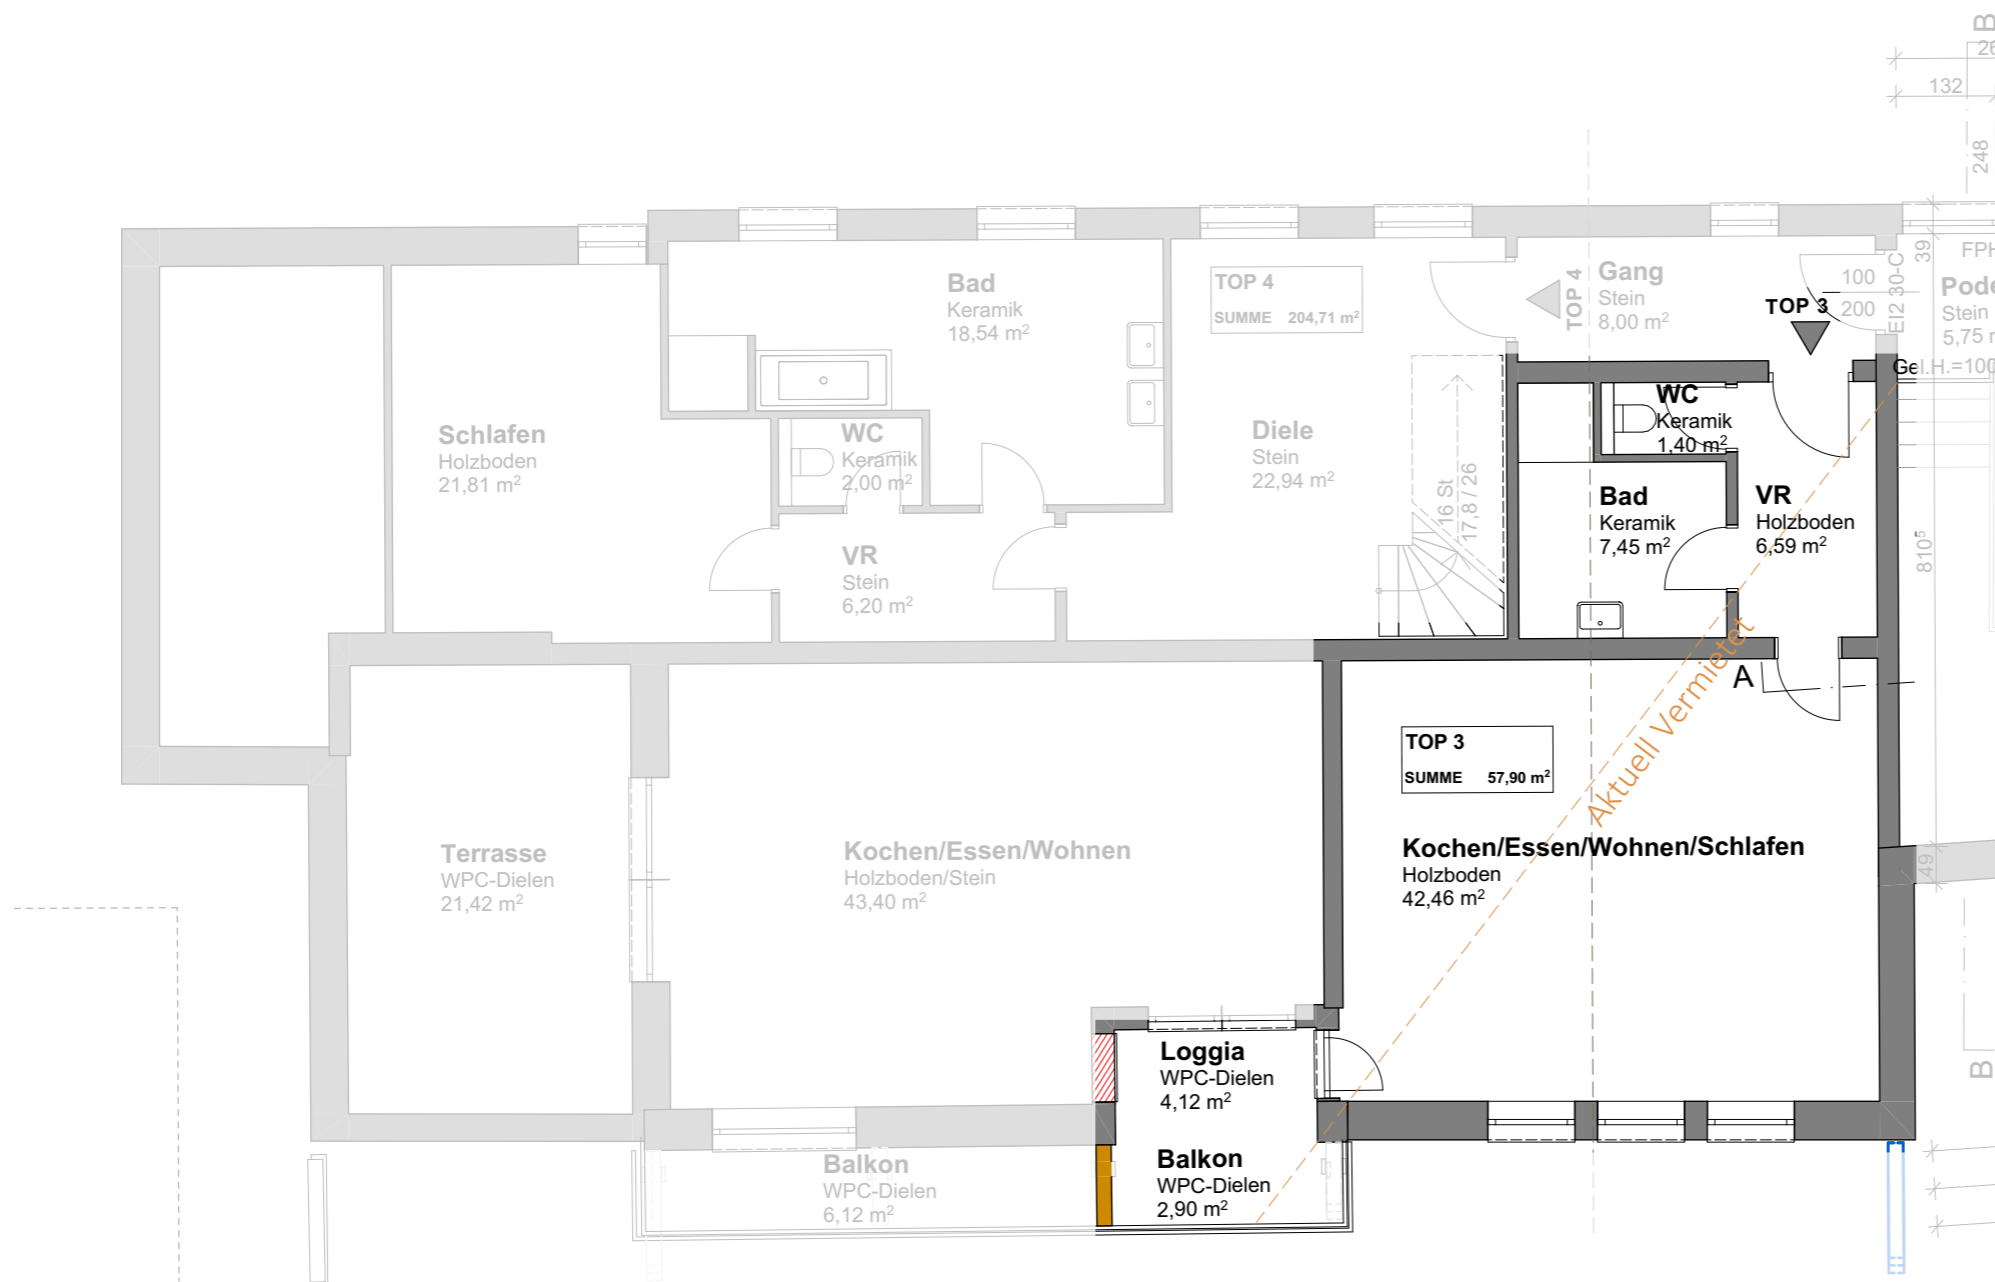 B
26
132
248
39
FPH
100
200
EI2 30-C
Pode
Stein
5,75 m
Gel.H.=100
810⁵
49
B
Bad
Keramik
18,54 m²
TOP 4
SUMME 204,71 m²
TOP 4
Gang
Stein
8,00 m²
TOP 3
Schlafen
Holzboden
21,81 m²
WC
Keramik
2,00 m²
Diele
Stein
22,94 m²
16 St
17,8 / 26
WC
Keramik
1,40 m²
Bad
Keramik
7,45 m²
VR
Holzboden
6,59 m²
VR
Stein
6,20 m²
A
Aktuell Vermietet
TOP 3
SUMME 57,90 m²
Terrasse
WPC-Dielen
21,42 m²
Kochen/Essen/Wohnen
Holzboden/Stein
43,40 m²
Kochen/Essen/Wohnen/Schlafen
Holzboden
42,46 m²
Loggia
WPC-Dielen
4,12 m²
Balkon
WPC-Dielen
6,12 m²
Balkon
WPC-Dielen
2,90 m²